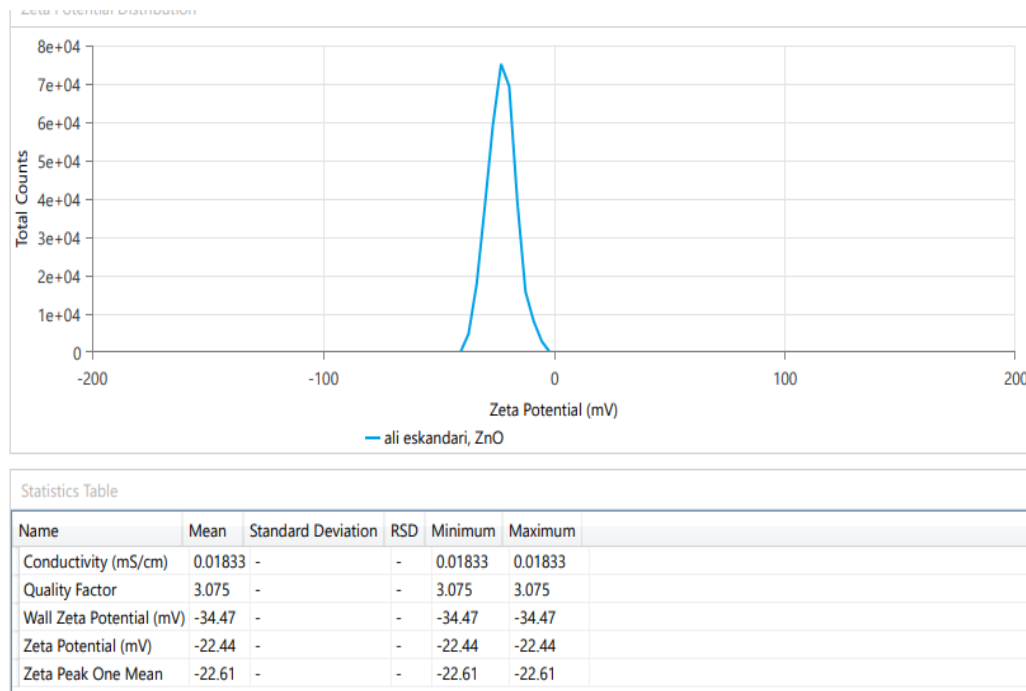 Zeta Potential Distribution
8e+04
7e+04
6e+04
5e+04
4e+04
3e+04
2e+04
1e+04
0
Total Counts
-200 -100 0 100 200
Zeta Potential (mV)
ali eskandari, ZnO
Statistics Table
Name Mean Standard Deviation RSD Minimum Maximum
Conductivity (mS/cm) 0.01833 - - 0.01833 0.01833
Quality Factor 3.075 - - 3.075 3.075
Wall Zeta Potential (mV) -34.47 - - -34.47 -34.47
Zeta Potential (mV) -22.44 - - -22.44 -22.44
Zeta Peak One Mean -22.61 - - -22.61 -22.61